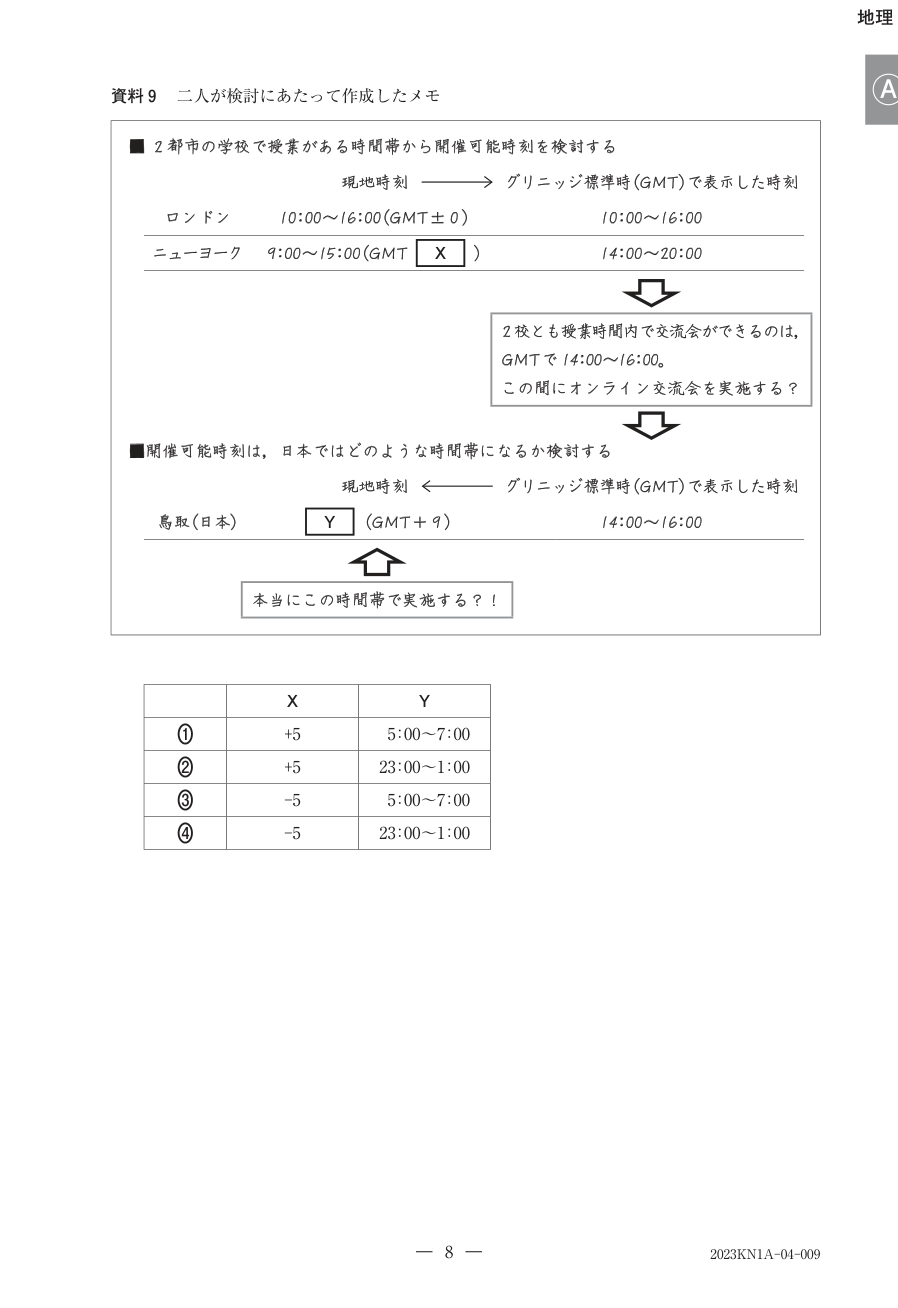 地理
Ⓐ
資料9 二人が検討にあたって作成したメモ
■ 2都市の学校で授業がある時間帯から開催可能時刻を検討する
現地時刻 ⟶ グリニッジ標準時(GMT)で表示した時刻
ロンドン 10:00〜16:00(GMT±0) 10:00〜16:00
ニューヨーク 9:00〜15:00(GMT X ) 14:00〜20:00
2校とも授業時間内で交流会ができるのは,
GMTで14:00〜16:00。
この間にオンライン交流会を実施する?
■開催可能時刻は,日本ではどのような時間帯になるか検討する
現地時刻 ⟵ グリニッジ標準時(GMT)で表示した時刻
鳥取(日本) Y (GMT+9) 14:00〜16:00
本当にこの時間帯で実施する?!
X Y
① +5 5:00〜7:00
② +5 23:00〜1:00
③ -5 5:00〜7:00
④ -5 23:00〜1:00
― 8 ―
2023KN1A-04-009